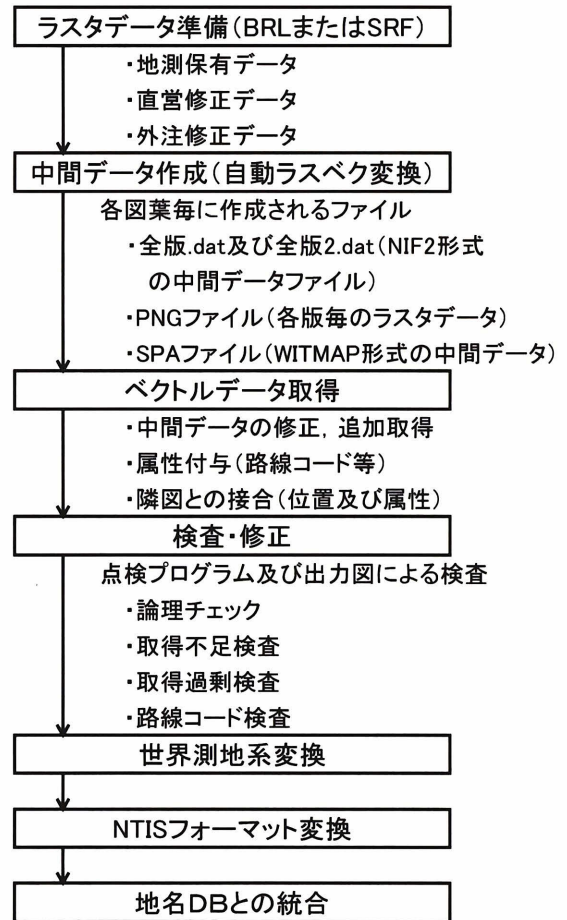 ラスタデータ準備(BRLまたはSRF)
・地測保有データ
・直営修正データ
・外注修正データ
中間データ作成(自動ラスベク変換)
各図葉毎に作成されるファイル
・全版.dat及び全版2.dat(NIF2形式
の中間データファイル)
・PNGファイル(各版毎のラスタデータ)
・SPAファイル(WITMAP形式の中間データ)
ベクトルデータ取得
・中間データの修正, 追加取得
・属性付与(路線コード等)
・隣図との接合(位置及び属性)
検査・修正
点検プログラム及び出力図による検査
・論理チェック
・取得不足検査
・取得過剰検査
・路線コード検査
世界測地系変換
NTISフォーマット変換
地名DBとの統合